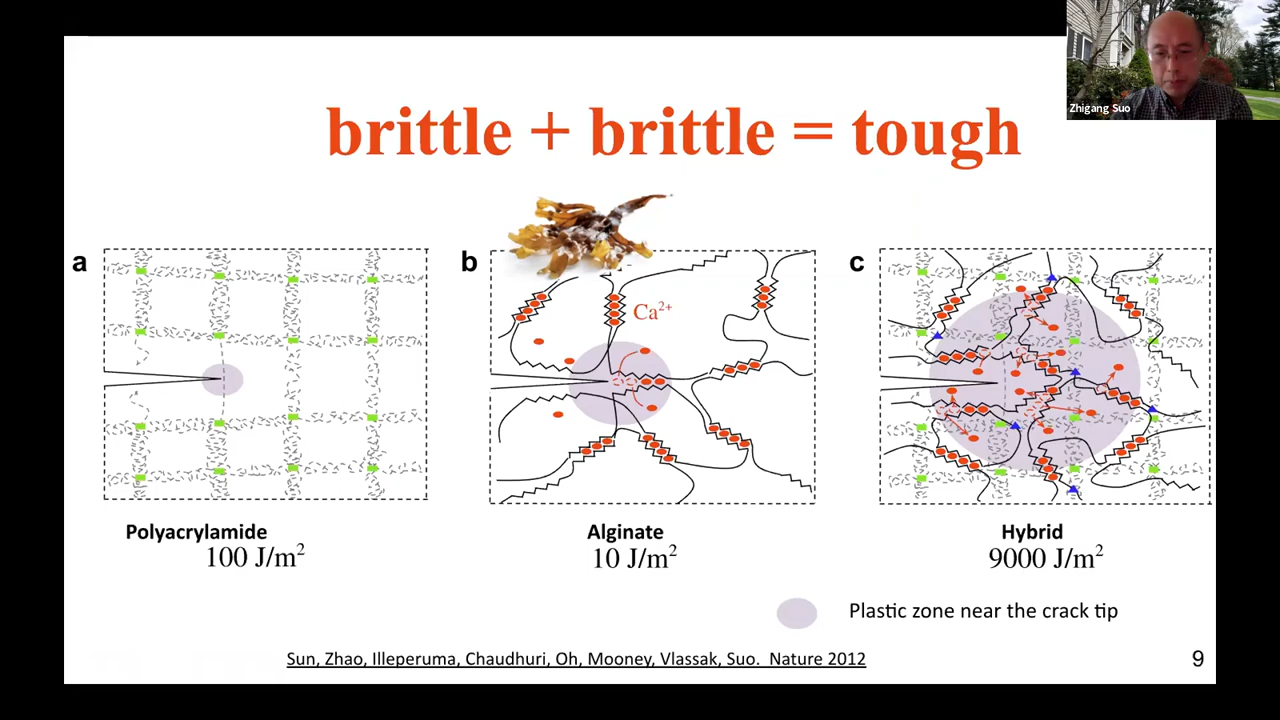 Zhigang Suo
brittle + brittle = tough
a
b
c
Ca²⁺
Polyacrylamide
100 J/m²
Alginate
10 J/m²
Hybrid
9000 J/m²
Plastic zone near the crack tip
Sun, Zhao, Illeperuma, Chaudhuri, Oh, Mooney, Vlassak, Suo. Nature 2012
9